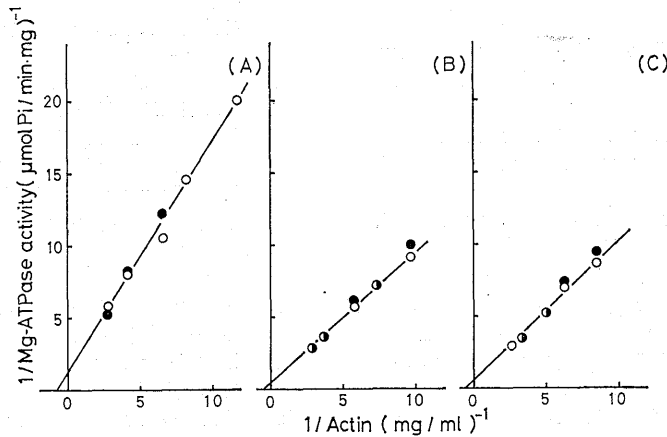 1/Mg-ATPase activity(μmol Pi/min·mg)⁻¹
(A)
(B)
(C)
20
15
10
5
0 5 10
0 5 10
0 5 10
1/Actin (mg/ml)⁻¹